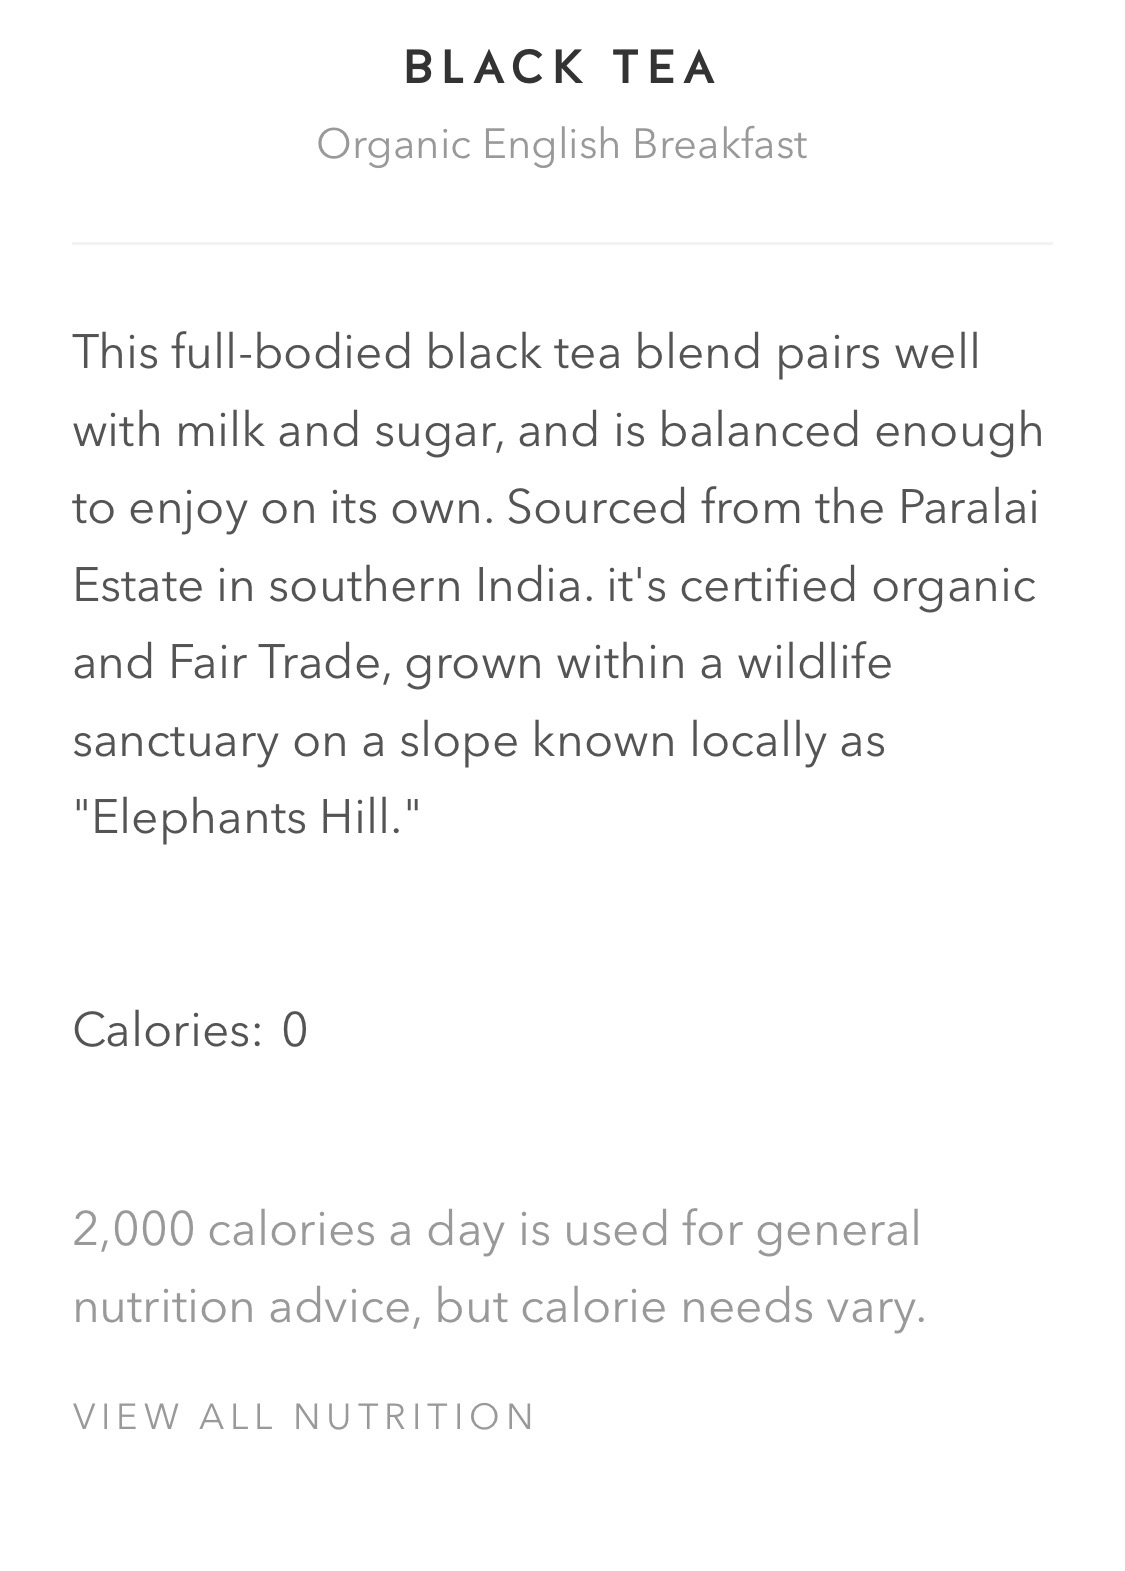 BLACK TEA
Organic English Breakfast
This full-bodied black tea blend pairs well
with milk and sugar, and is balanced enough
to enjoy on its own. Sourced from the Paralai
Estate in southern India. it's certified organic
and Fair Trade, grown within a wildlife
sanctuary on a slope known locally as
"Elephants Hill."
Calories: 0
2,000 calories a day is used for general
nutrition advice, but calorie needs vary.
VIEW ALL NUTRITION